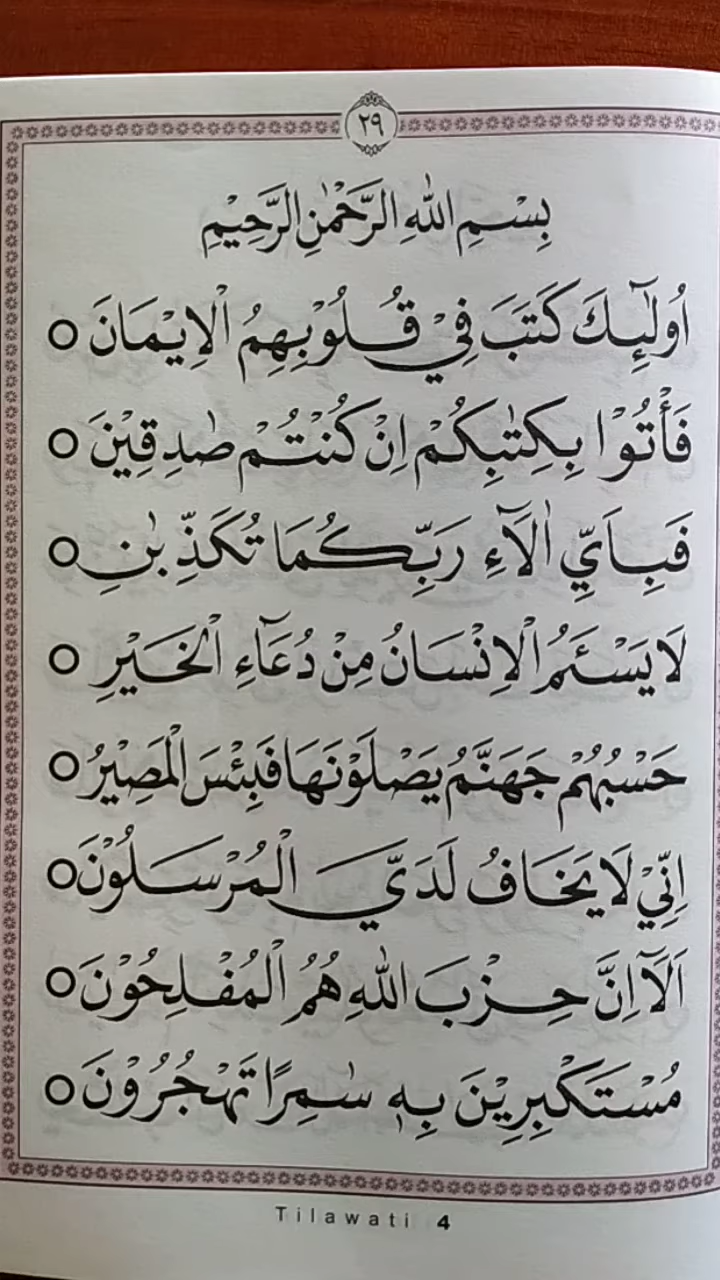 ٢٩
بِسْمِ اللّٰهِ الرَّحْمٰنِ الرَّحِيْمِ
اُولٰٓئِكَ كَتَبَ فِيْ قُلُوْبِهِمُ الْاِيْمَانَ ○
فَأْتُوْا بِكِتٰبِكُمْ اِنْ كُنْتُمْ صٰدِقِيْنَ ○
فَبِاَيِّ اٰلَآءِ رَبِّكُمَا تُكَذِّبٰنِ ○
لَا يَسْـَٔمُ الْاِنْسَانُ مِنْ دُعَآءِ الْخَيْرِ ○
حَسْبُهُمْ جَهَنَّمُ يَصْلَوْنَهَا فَبِئْسَ الْمَصِيْرُ ○
اِنِّيْ لَا يَخَافُ لَدَيَّ الْمُرْسَلُوْنَ ○
اَلَآ اِنَّ حِزْبَ اللّٰهِ هُمُ الْمُفْلِحُوْنَ ○
مُسْتَكْبِرِيْنَ بِهٖ سٰمِرًا تَهْجُرُوْنَ ○
Tilawati 4